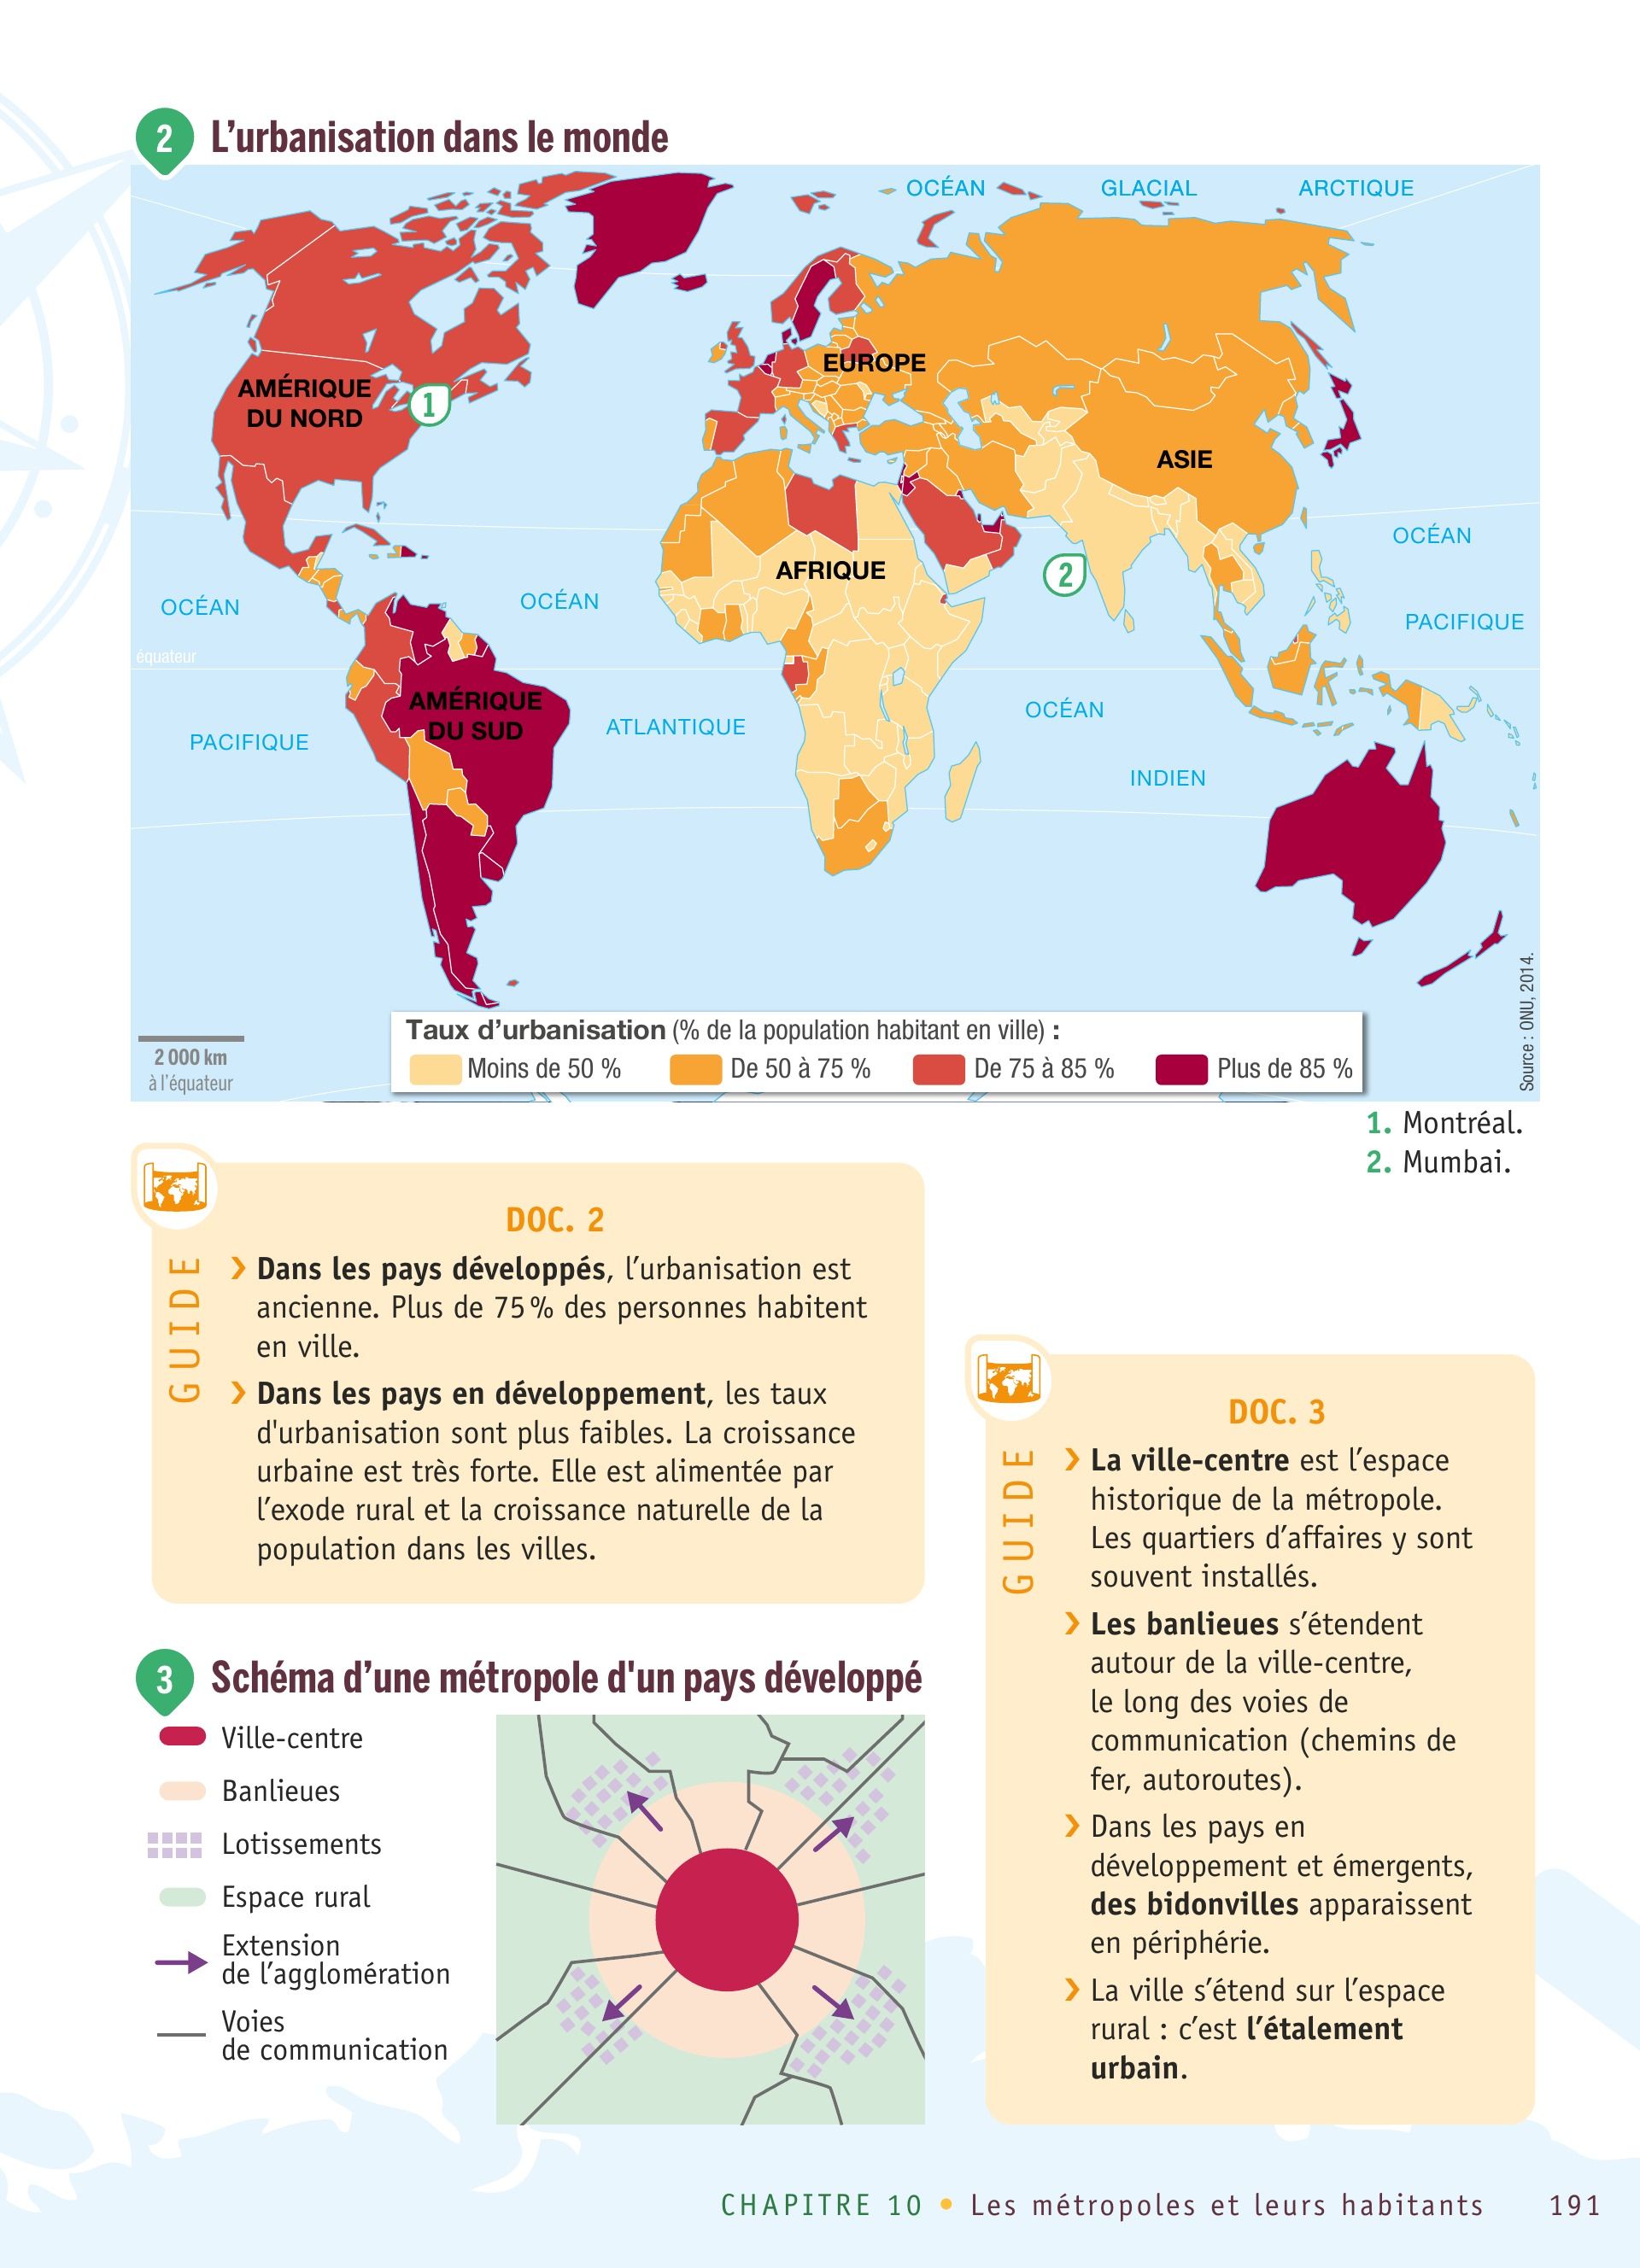 2 L’urbanisation dans le monde
OCÉAN GLACIAL ARCTIQUE
AMÉRIQUE
DU NORD
1
EUROPE
ASIE
OCÉAN
PACIFIQUE
AFRIQUE
2
OCÉAN
OCÉAN
équateur
AMÉRIQUE
DU SUD
PACIFIQUE
ATLANTIQUE
OCÉAN
INDIEN
2 000 km
à l’équateur
Taux d’urbanisation (% de la population habitant en ville) :
Moins de 50 % De 50 à 75 % De 75 à 85 % Plus de 85 %
Source : ONU, 2014.
1. Montréal.
2. Mumbai.
GUIDE
DOC. 2
› Dans les pays développés, l’urbanisation est
ancienne. Plus de 75 % des personnes habitent
en ville.
› Dans les pays en développement, les taux
d'urbanisation sont plus faibles. La croissance
urbaine est très forte. Elle est alimentée par
l’exode rural et la croissance naturelle de la
population dans les villes.
3 Schéma d’une métropole d'un pays développé
Ville-centre
Banlieues
Lotissements
Espace rural
Extension
de l’agglomération
Voies
de communication
GUIDE
DOC. 3
› La ville-centre est l’espace
historique de la métropole.
Les quartiers d’affaires y sont
souvent installés.
› Les banlieues s’étendent
autour de la ville-centre,
le long des voies de
communication (chemins de
fer, autoroutes).
› Dans les pays en
développement et émergents,
des bidonvilles apparaissent
en périphérie.
› La ville s’étend sur l’espace
rural : c’est l’étalement
urbain.
CHAPITRE 10 • Les métropoles et leurs habitants 191